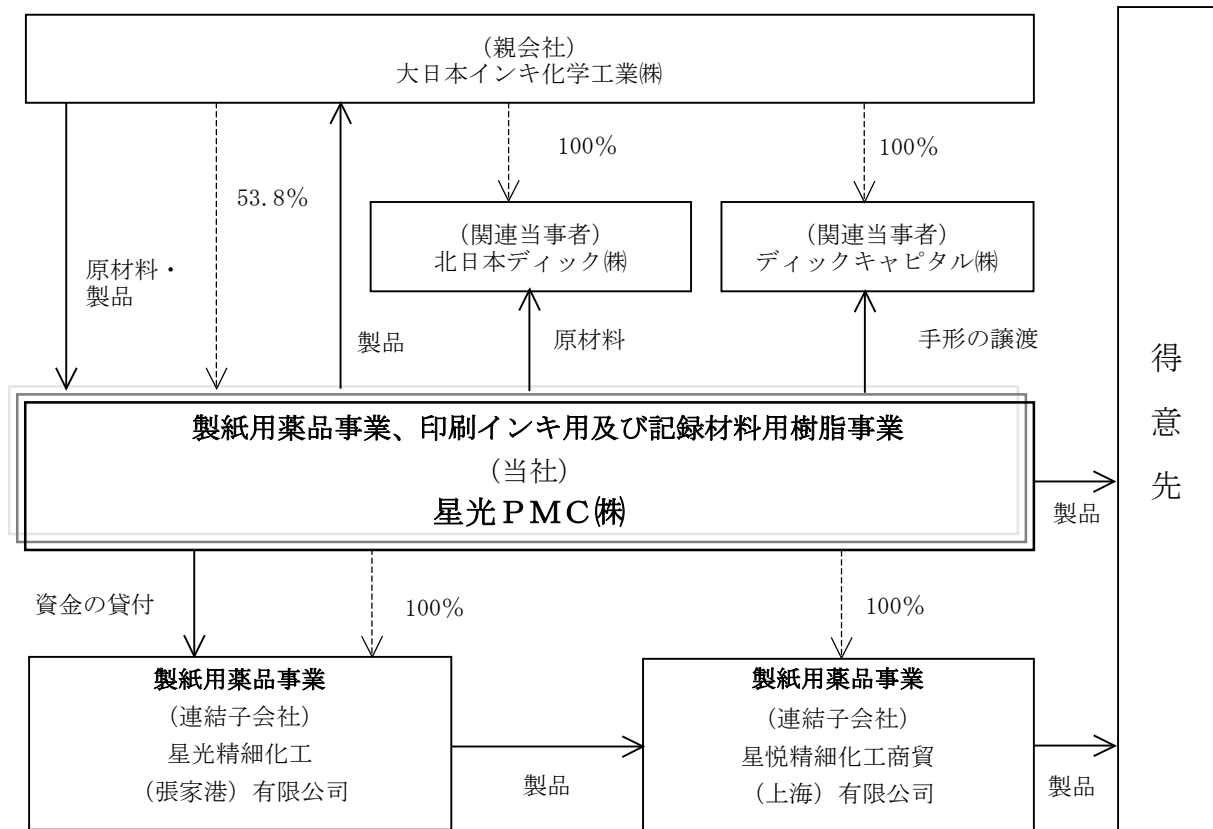 (親会社)
大日本インキ化学工業㈱
100%
100%
53.8%
(関連当事者)
北日本ディック㈱
(関連当事者)
ディックキャピタル㈱
原材料・
製品
製品
原材料
手形の譲渡
得意先
製紙用薬品事業、印刷インキ用及び記録材料用樹脂事業
(当社)
星光PMC㈱
製品
資金の貸付
100%
100%
製紙用薬品事業
(連結子会社)
星光精細化工
(張家港)有限公司
製品
製紙用薬品事業
(連結子会社)
星悦精細化工商貿
(上海)有限公司
製品